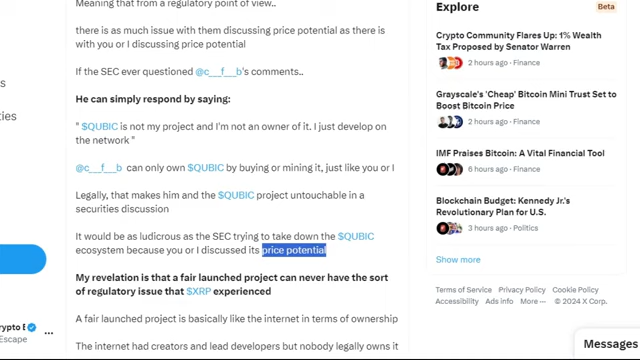 Meaning that from a regulatory point of view..
there is as much issue with them discussing price potential as there is
with you or I discussing price potential
If the SEC ever questioned @c__f__b's comments..
He can simply respond by saying:
" $QUBIC is not my project and I'm not an owner of it. I just develop on
the network "
@c__f__b can only own $QUBIC by buying or mining it, just like you or I
Legally, that makes him and the $QUBIC project untouchable in a
securities discussion
It would be as ludicrous as the SEC trying to take down the $QUBIC
ecosystem because you or I discussed its price potential
My revelation is that a fair launched project can never have the sort
of regulatory issue that $XRP experienced
A fair launched project is basically like the internet in terms of ownership
The internet had creators and lead developers but nobody legally owns it
s
ties
rypto E
Escape
...
Explore
Beta
Crypto Community Flares Up: 1% Wealth
Tax Proposed by Senator Warren
2 hours ago · Finance
Grayscale's 'Cheap' Bitcoin Mini Trust Set to
Boost Bitcoin Price
2 hours ago · Finance
IMF Praises Bitcoin: A Vital Financial Tool
2 hours ago · Finance
Blockchain Budget: Kennedy Jr.'s
Revolutionary Plan for U.S.
3 hours ago · Politics
Show more
Terms of Service Privacy Policy Cookie Policy
Accessibility Ads info More ... © 2024 X Corp.
Messages